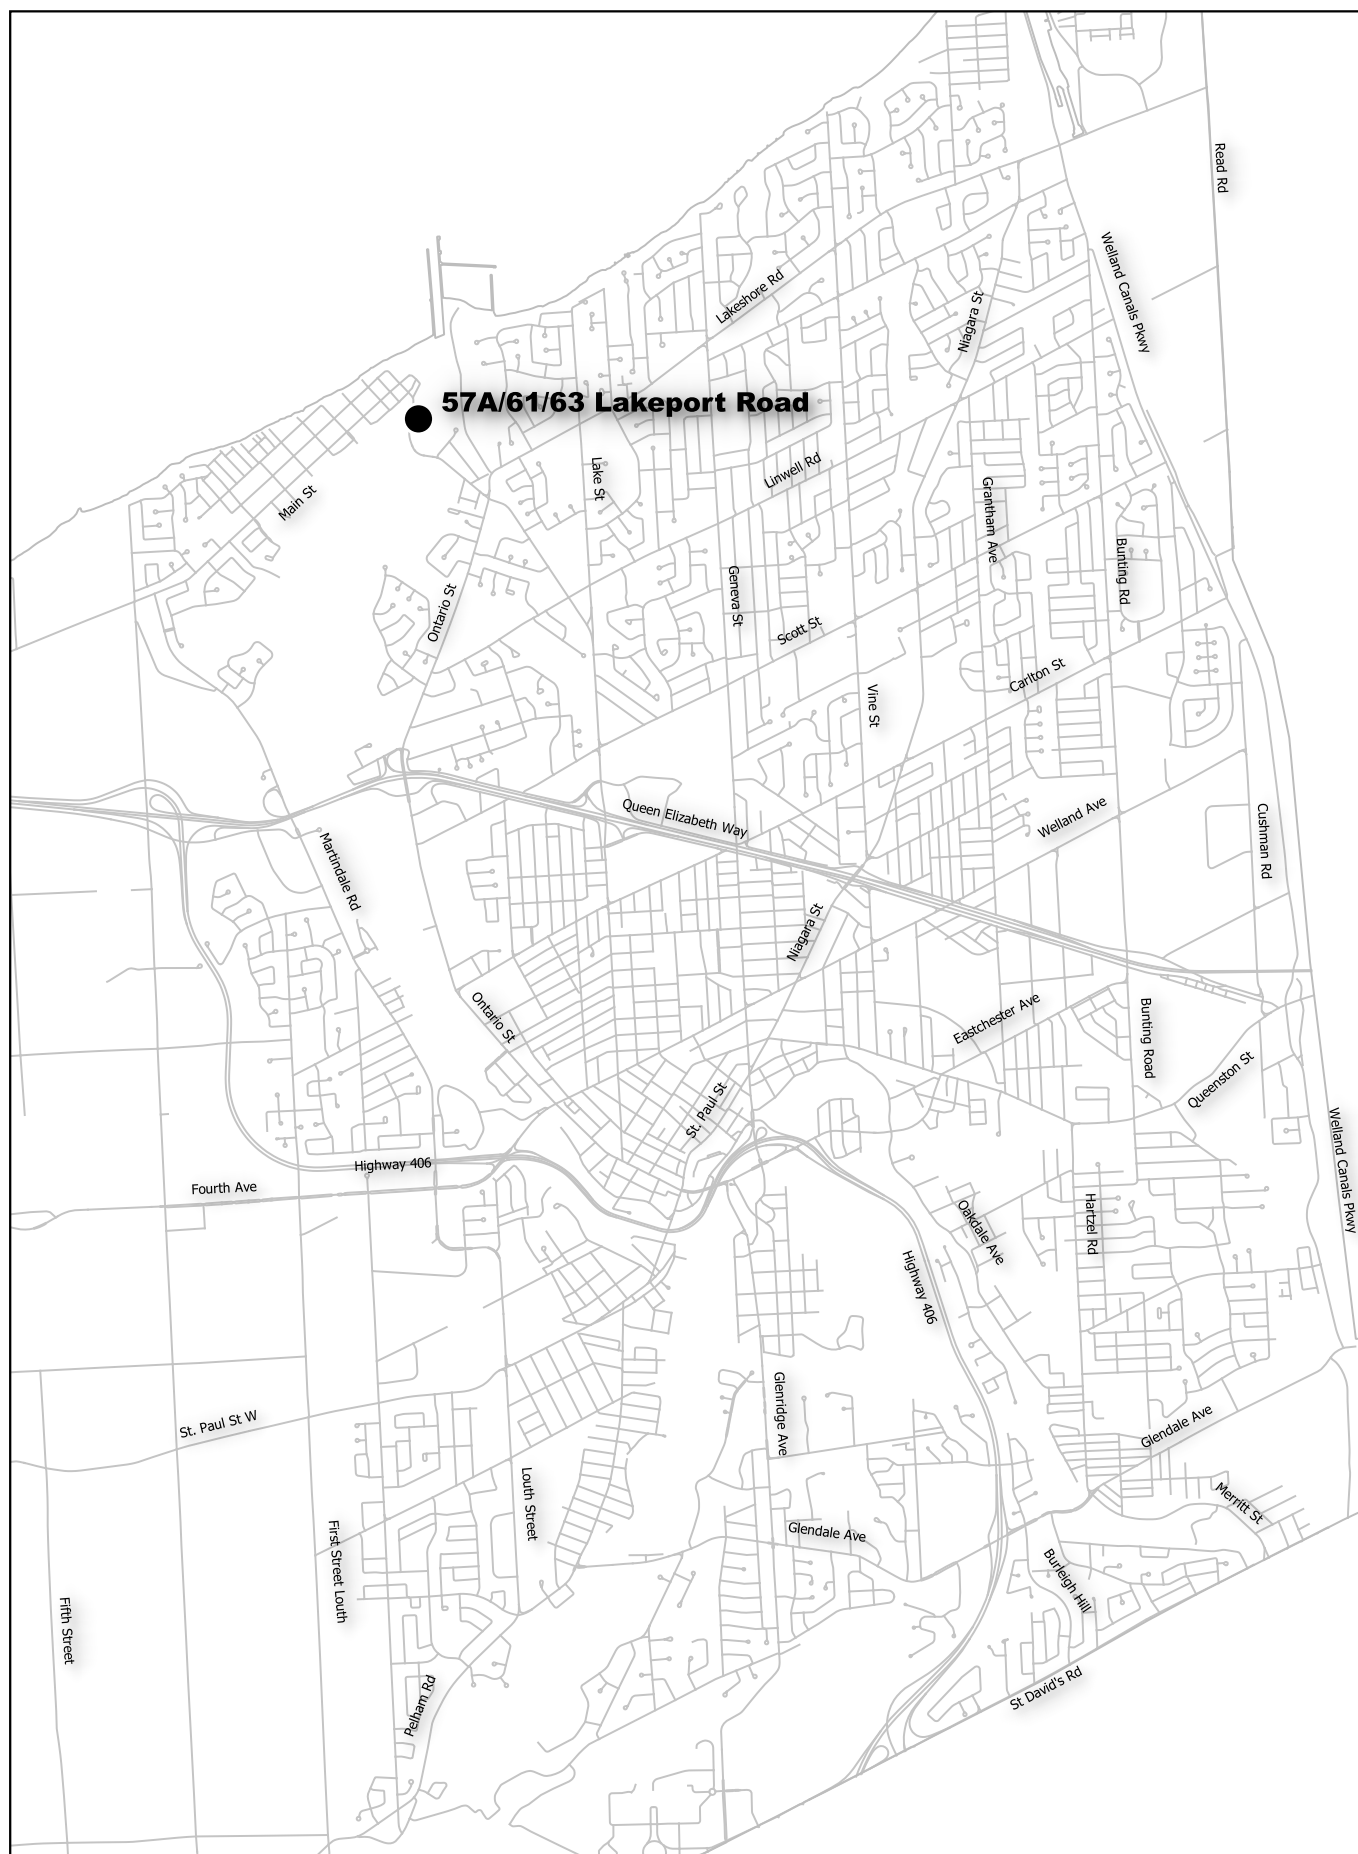 Read Rd
Welland Canals Pkwy
Lakeshore Rd
Niagara St
57A/61/63 Lakeport Road
Linwell Rd
Lake St
Main St
Grantham Ave
Bunting Rd
Geneva St
Ontario St
Scott St
Carlton St
Vine St
Queen Elizabeth Way
Welland Ave
Cushman Rd
Martindale Rd
Niagara St
Ontario St
Eastchester Ave
Bunting Road
Queenston St
St. Paul St
Welland Canals Pkwy
Highway 406
Fourth Ave
Oakdale Ave
Hartzel Rd
Highway 406
Glenridge Ave
St. Paul St W
Glendale Ave
Louth Street
Merritt St
First Street Louth
Glendale Ave
Burleigh Hill
Fifth Street
Pelham Rd
St David's Rd